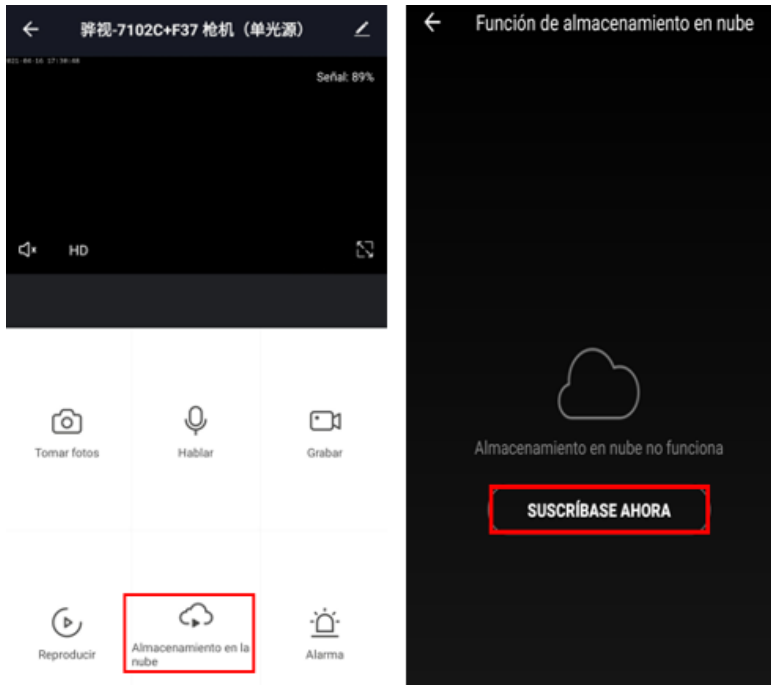 骅视-7102C+F37 枪机（单光源）
Señal: 89%
HD
Tomar fotos
Hablar
Grabar
Reproducir
Almacenamiento en la
nube
Alarma
Función de almacenamiento en nube
Almacenamiento en nube no funciona
SUSCRÍBASE AHORA